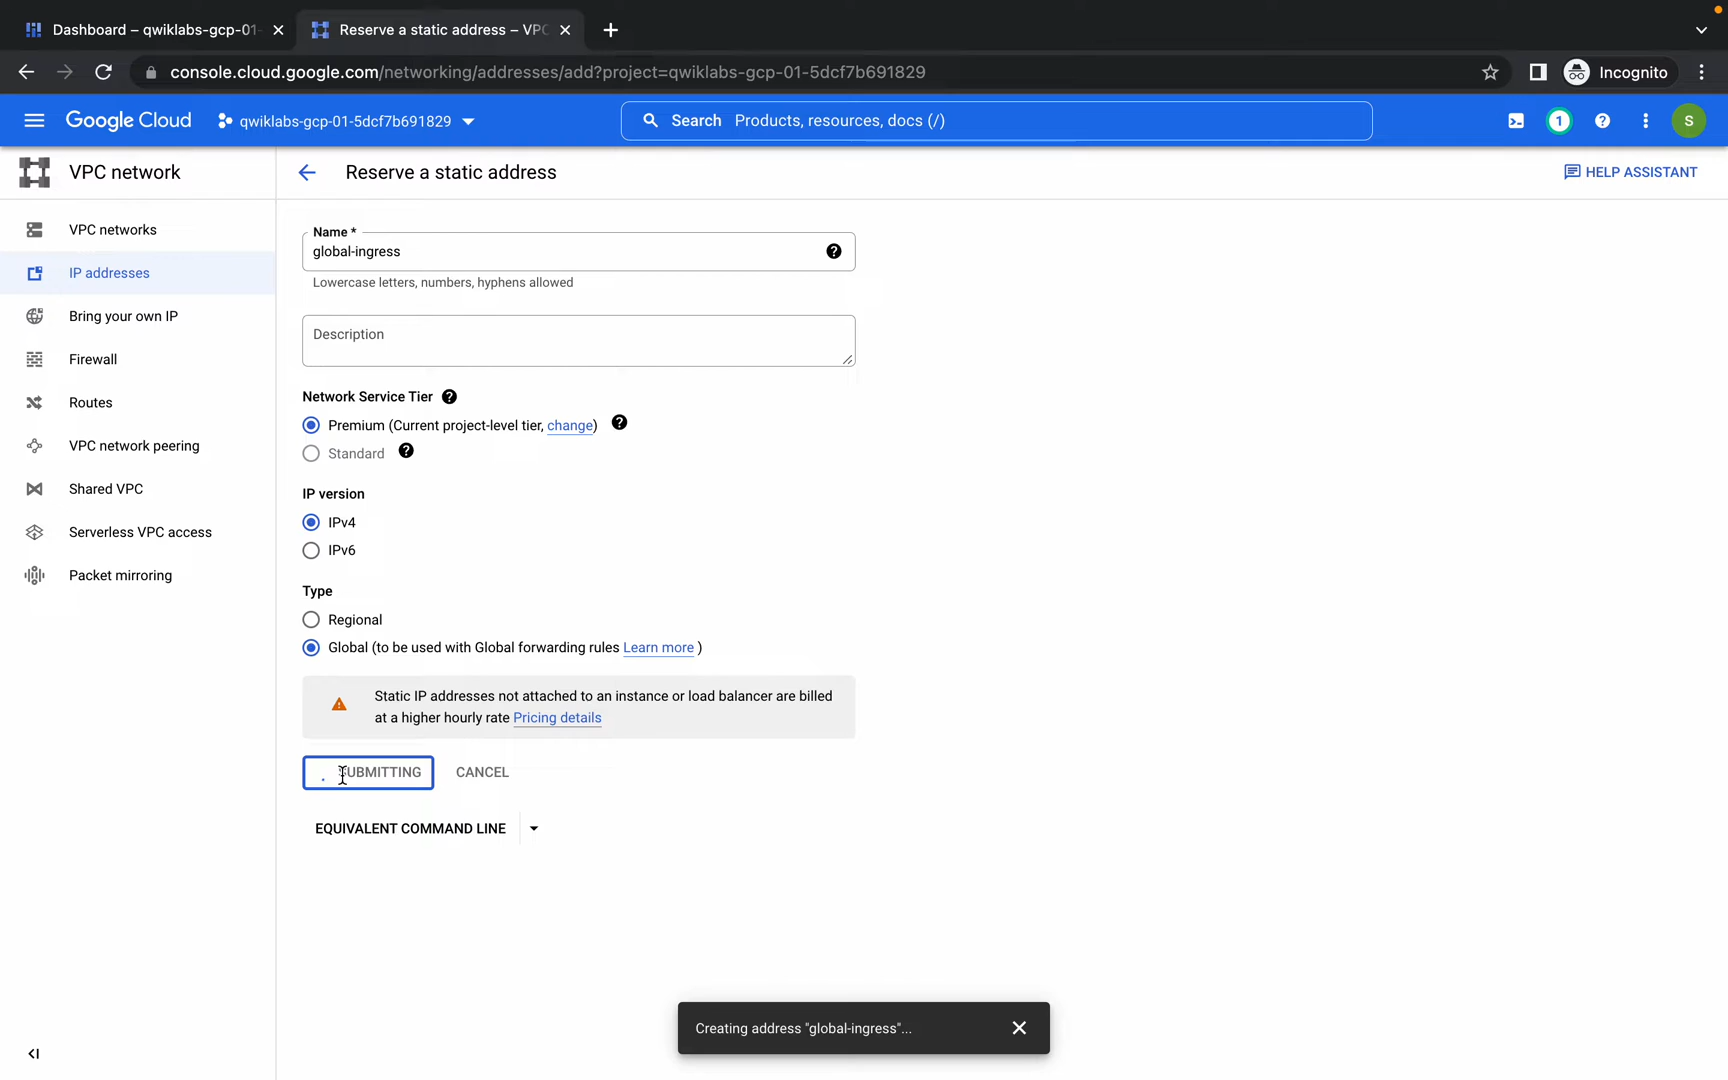 Dashboard – qwiklabs-gcp-01-
Reserve a static address – VPC
console.cloud.google.com/networking/addresses/add?project=qwiklabs-gcp-01-5dcf7b691829
Incognito
Google Cloud
qwiklabs-gcp-01-5dcf7b691829
Search Products, resources, docs (/)
1
S
VPC network
Reserve a static address
HELP ASSISTANT
VPC networks
IP addresses
Bring your own IP
Firewall
Routes
VPC network peering
Shared VPC
Serverless VPC access
Packet mirroring
Name *
global-ingress
Lowercase letters, numbers, hyphens allowed
Description
Network Service Tier
Premium (Current project-level tier, change)
Standard
IP version
IPv4
IPv6
Type
Regional
Global (to be used with Global forwarding rules Learn more )
Static IP addresses not attached to an instance or load balancer are billed
at a higher hourly rate Pricing details
SUBMITTING
CANCEL
EQUIVALENT COMMAND LINE
Creating address "global-ingress"...